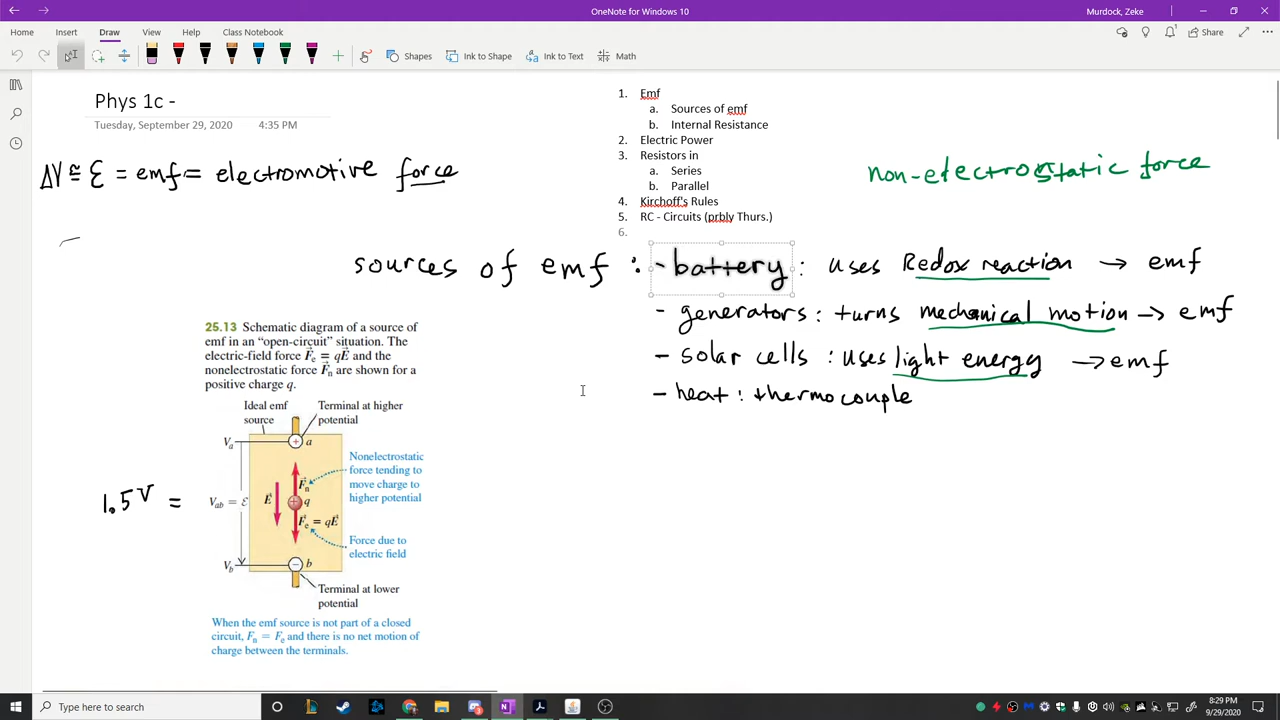 OneNote for Windows 10
Murdock, Zeke
Home Insert Draw View Help Class Notebook
Share
Shapes Ink to Shape Ink to Text Math
Phys 1c -
Tuesday, September 29, 2020 4:35 PM
1. Emf
a. Sources of emf
b. Internal Resistance
2. Electric Power
3. Resistors in
a. Series
b. Parallel
4. Kirchoff's Rules
5. RC - Circuits (prbly Thurs.)
6.
ΔV ≅ ℰ = emf = electromotive force
non-electrostatic force
sources of emf : - battery : uses Redox reaction → emf
- generators : turns mechanical motion → emf
- solar cells : uses light energy → emf
- heat : thermocouple
25.13 Schematic diagram of a source of
emf in an "open-circuit" situation. The
electric-field force F⃗e = qE⃗ and the
nonelectrostatic force F⃗n are shown for a
positive charge q.
Ideal emf
source
Terminal at higher
potential
Va
+ a
Nonelectrostatic
force tending to
move charge to
higher potential
F⃗n
E⃗
+ q
1.5V =
Vab = ℰ
F⃗e = qE⃗
Force due to
electric field
Vb
− b
Terminal at lower
potential
When the emf source is not part of a closed
circuit, Fn = Fe and there is no net motion of
charge between the terminals.
Type here to search
8:29 PM
9/29/2020